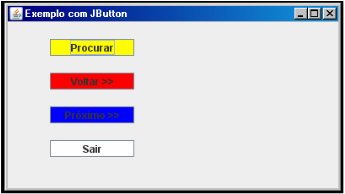 Exemplo com JButton
Procurar
Voltar >>
Próximo >>
Sair